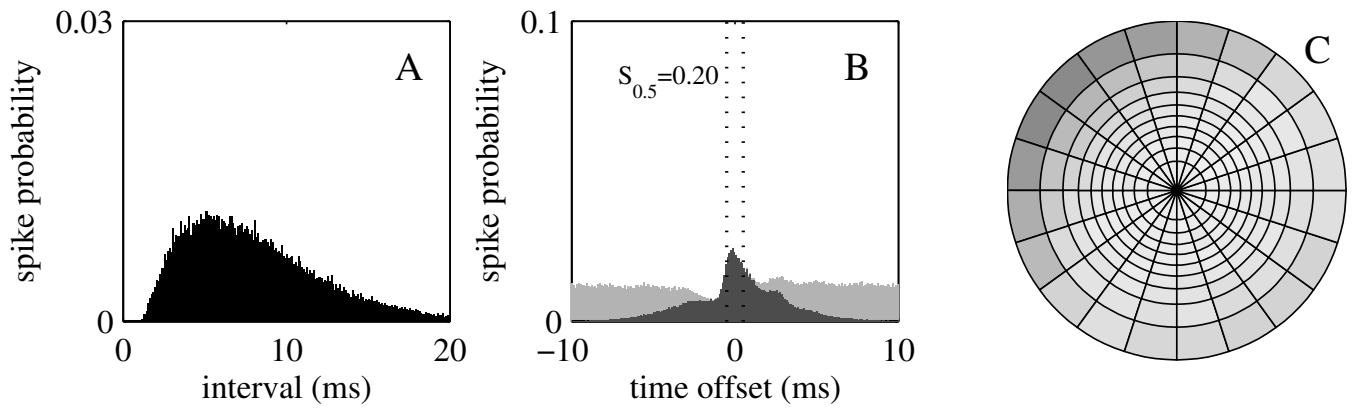 0.03
A
spike probability
0
0
10
20
interval (ms)
0.1
B
S0.5=0.20
spike probability
0
−10
0
10
time offset (ms)
C